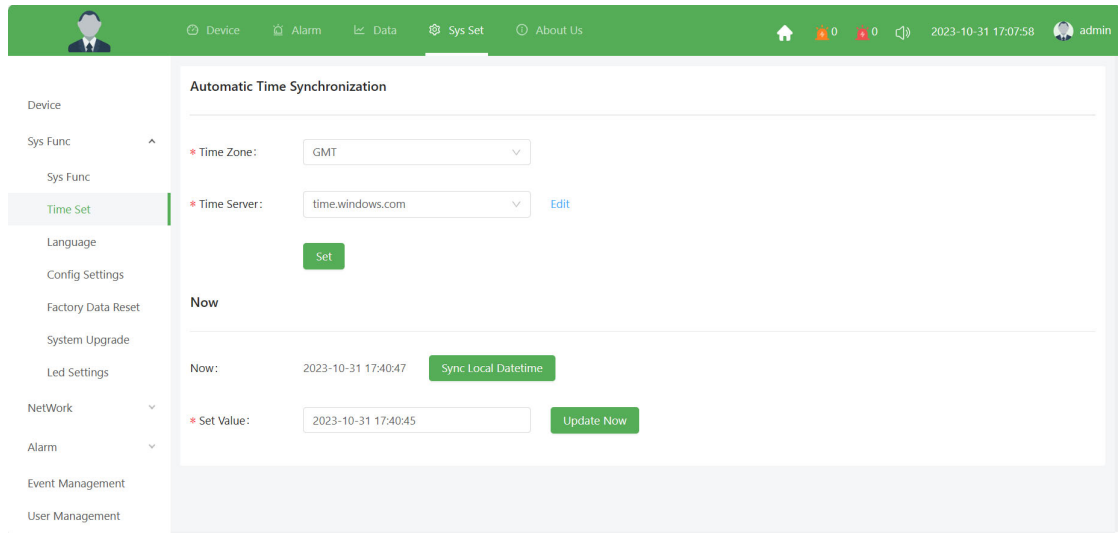 Device Alarm Data Sys Set About Us 0 0 2023-10-31 17:07:58 admin
Device
Sys Func
Sys Func
Time Set
Language
Config Settings
Factory Data Reset
System Upgrade
Led Settings
NetWork
Alarm
Event Management
User Management
Automatic Time Synchronization
* Time Zone: GMT
* Time Server: time.windows.com Edit
Set
Now
Now: 2023-10-31 17:40:47 Sync Local Datetime
* Set Value: 2023-10-31 17:40:45 Update Now